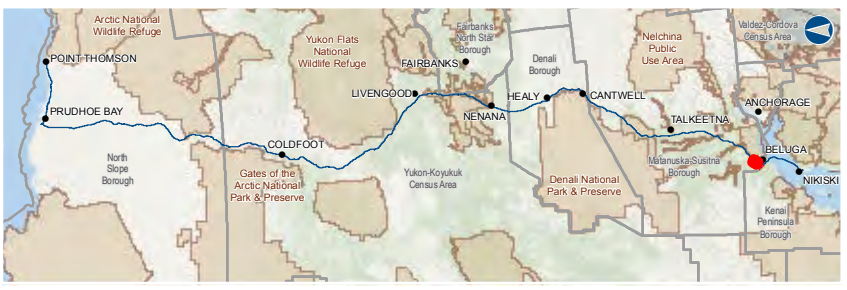 Arctic National
Wildlife Refuge
POINT THOMSON
PRUDHOE BAY
North
Slope
Borough
COLDFOOT
Gates of the
Arctic National
Park & Preserve
Yukon Flats
National
Wildlife Refuge
Fairbanks
North Star
Borough
FAIRBANKS
LIVENGOOD
NENANA
Yukon-Koyukuk
Census Area
Denali
Borough
HEALY
CANTWELL
Denali National
Park & Preserve
Nelchina
Public
Use Area
TALKEETNA
Matanuska-Susitna
Borough
Valdez-Cordova
Census Area
ANCHORAGE
BELUGA
NIKISKI
Kenai
Peninsula
Borough